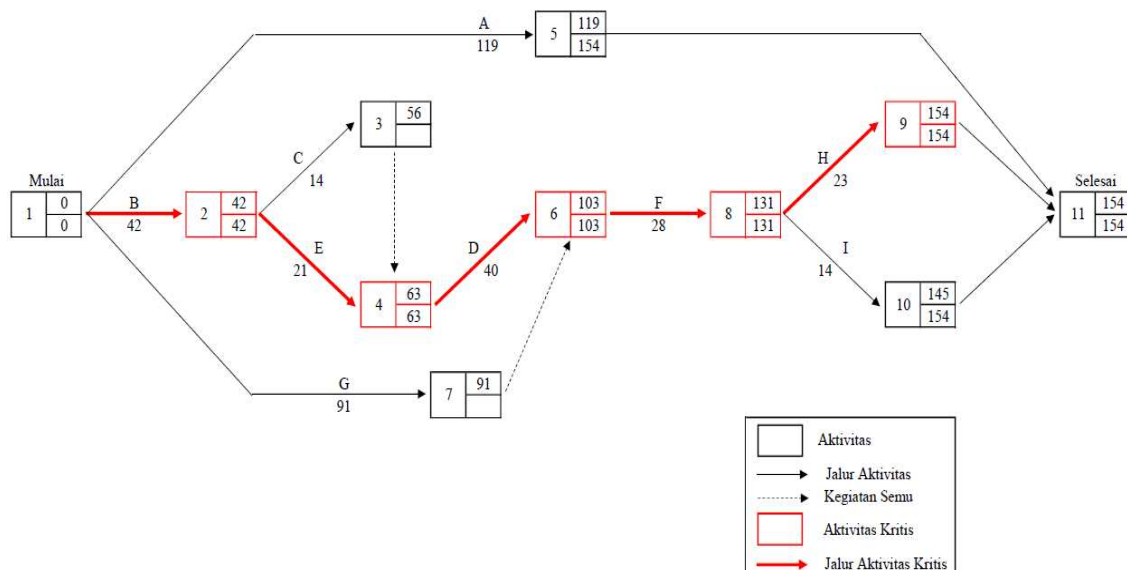 A
119
5
119
154
3
56
C
14
9
154
154
H
23
Mulai
1
0
0
B
42
2
42
42
E
21
6
103
103
D
40
F
28
8
131
131
Selesai
11
154
154
I
14
4
63
63
10
145
154
G
91
7
91
Aktivitas
Jalur Aktivitas
Kegiatan Semu
Aktivitas Kritis
Jalur Aktivitas Kritis